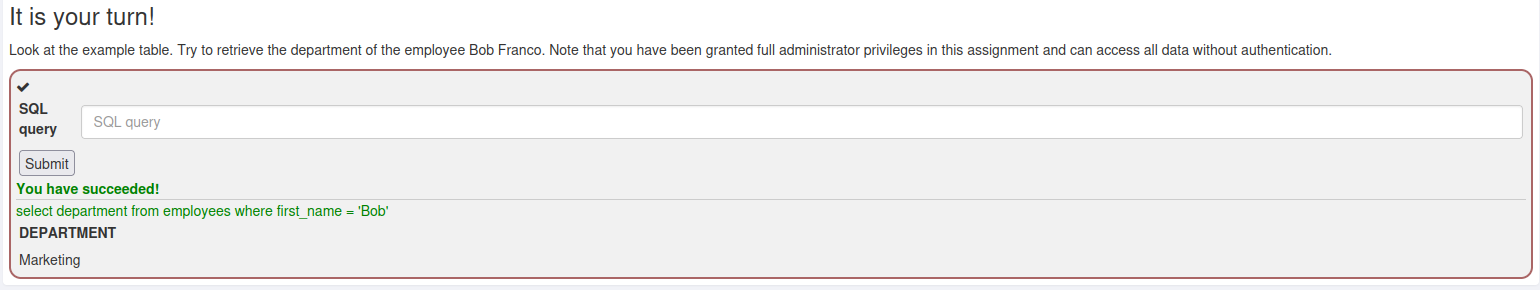 It is your turn!
Look at the example table. Try to retrieve the department of the employee Bob Franco. Note that you have been granted full administrator privileges in this assignment and can access all data without authentication.
SQL
query
SQL query
Submit
You have succeeded!
select department from employees where first_name = 'Bob'
DEPARTMENT
Marketing